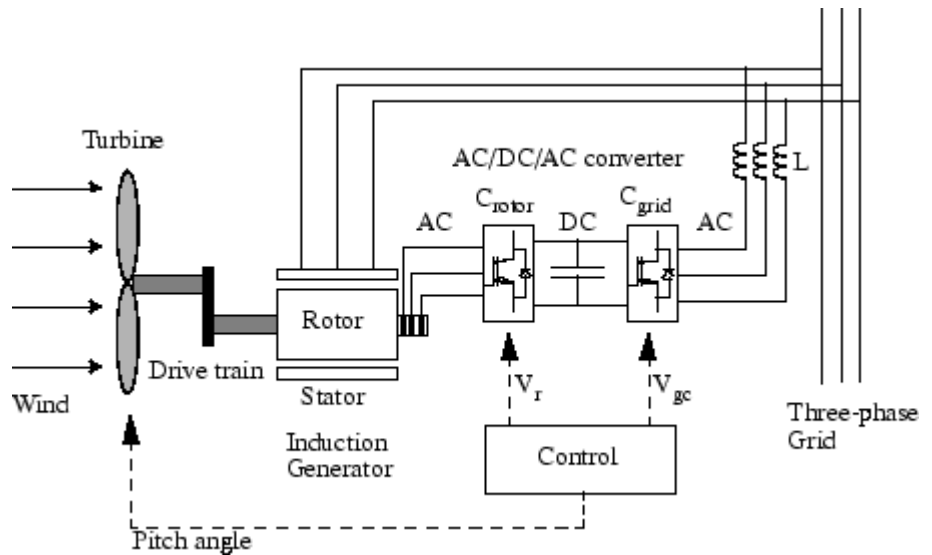 Turbine
AC/DC/AC converter
L
C_rotor
C_grid
AC
DC
AC
Rotor
Drive train
Stator
Wind
V_r
V_gc
Three-phase
Grid
Induction
Generator
Control
Pitch angle